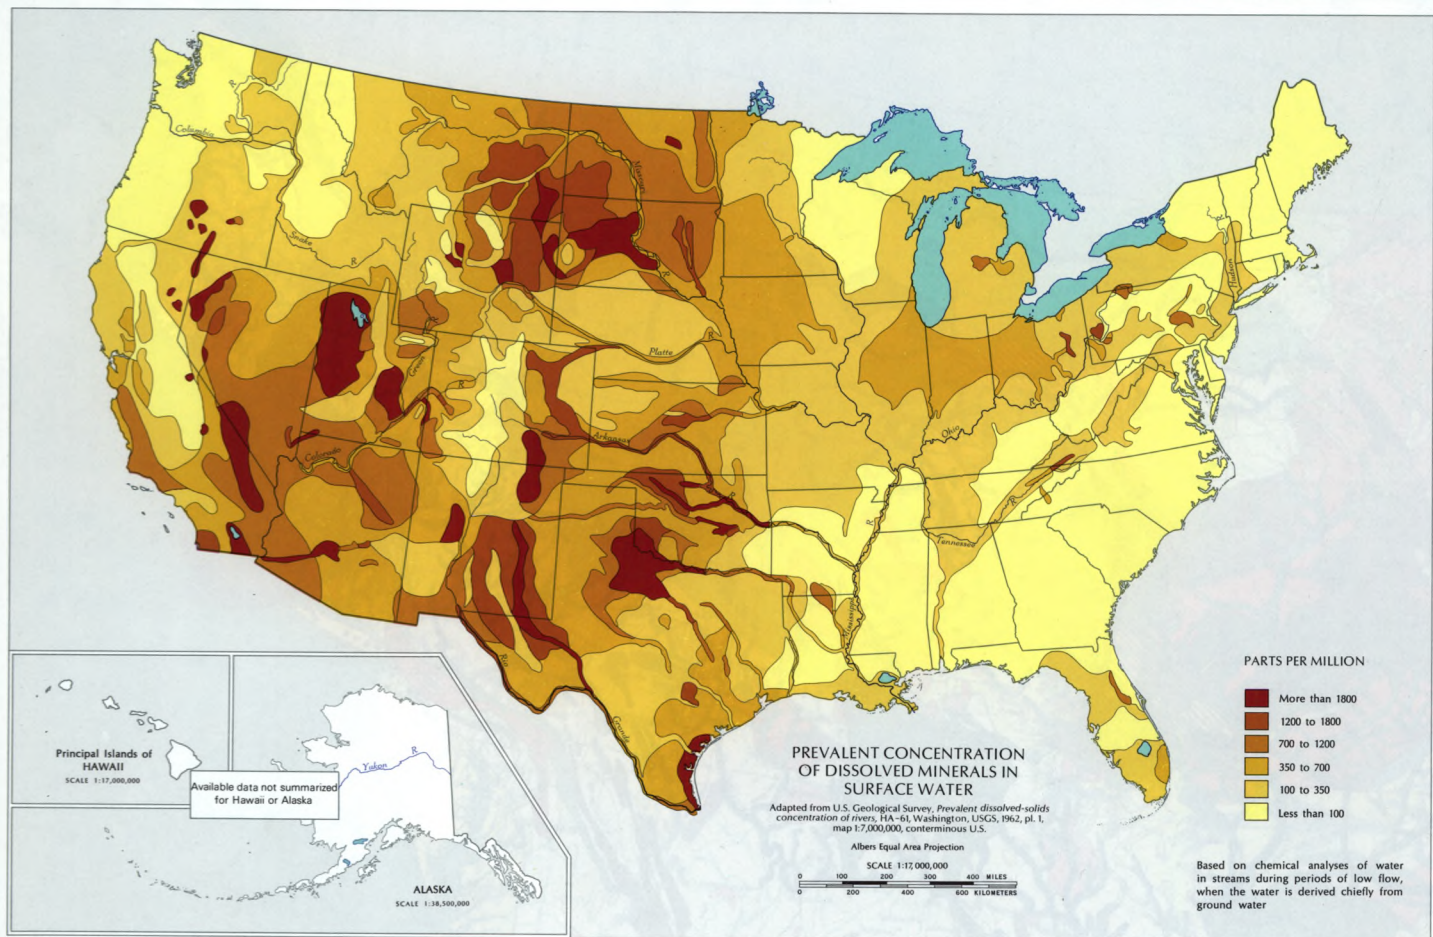 Columbia
R
Missouri
Snake
R
R
Hudson
Platte
R
Green
R
R
R
Ohio
Arkansas
Colorado
R
R
R
Tennessee
Mississippi
Rio
Grande
PARTS PER MILLION
More than 1800
1200 to 1800
700 to 1200
350 to 700
100 to 350
Less than 100
PREVALENT CONCENTRATION
OF DISSOLVED MINERALS IN
SURFACE WATER
Adapted from U.S. Geological Survey, Prevalent dissolved-solids
concentration of rivers, HA-61, Washington, USGS, 1962, pl. 1,
map 1:7,000,000, conterminous U.S.
Albers Equal Area Projection
SCALE 1:17,000,000
0 100 200 300 400 MILES
0 200 400 600 KILOMETERS
Based on chemical analyses of water
in streams during periods of low flow,
when the water is derived chiefly from
ground water
Principal Islands of
HAWAII
SCALE 1:17,000,000
Yukon R
Available data not summarized
for Hawaii or Alaska
ALASKA
SCALE 1:38,500,000